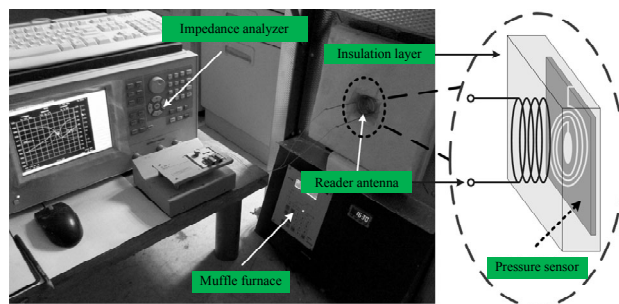 Impedance analyzer
Insulation layer
Reader antenna
Muffle furnace
Pressure sensor